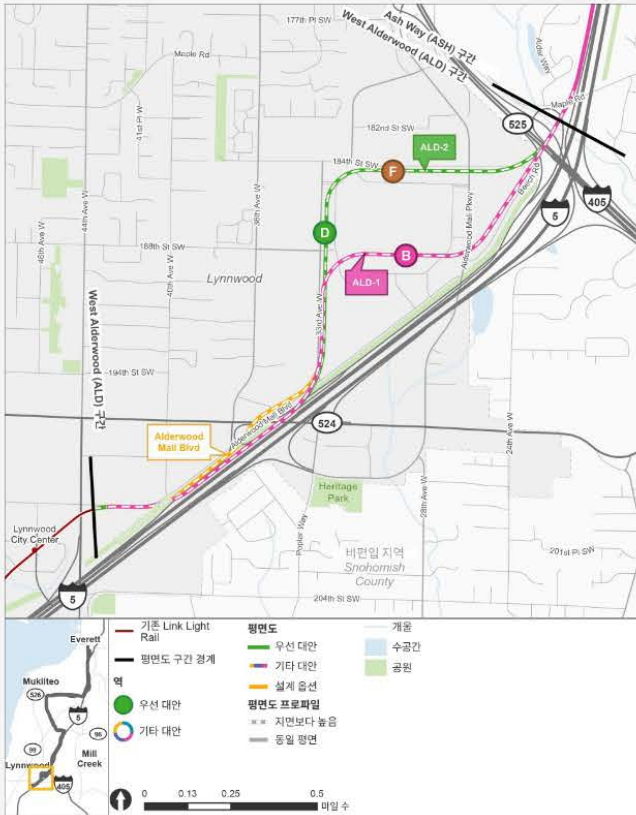 177th Pl SW
Ash Way (ASH) 구간
West Alderwood (ALD) 구간
Maple Rd
Alder Way
Maple Rd
41st Pl W
182nd St SW
525
184th St SW
ALD-2
F
Beech Rd
5
405
46th Ave W
44th Ave W
36th Ave W
D
Alderwood Mall Pkwy
188th St SW
B
40th Ave W
Lynnwood
ALD-1
33rd Ave W
West Alderwood (ALD) 구간
194th St SW
Alderwood Mall Blvd
524
Alderwood
Mall Blvd
24th Ave W
Heritage
Park
28th Ave W
Poplar Way
Lynnwood
City Center
비편입 지역
Snohomish
County
201st Pl SW
204th St SW
5
기존 Link Light
Rail
평면도 구간 경계
역
우선 대안
기타 대안
평면도
우선 대안
기타 대안
설계 옵션
평면도 프로파일
지면보다 높음
동일 평면
개울
수공간
공원
Everett
Mukilteo
526
5
99
96
Mill
Creek
Lynnwood
405
0
0.13
0.25
0.5
마일 수